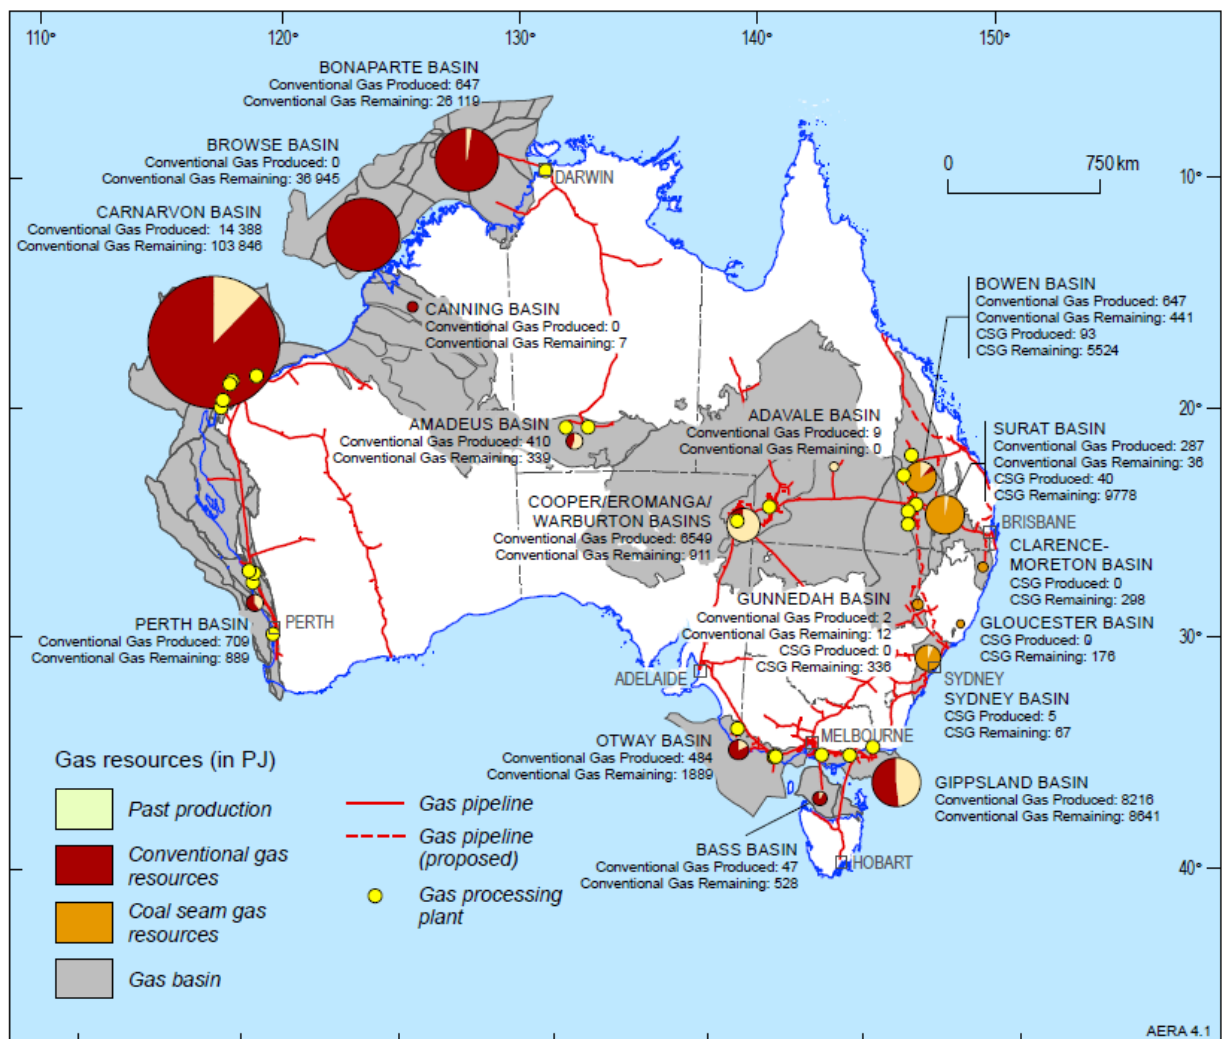 110°
120°
130°
140°
150°
BONAPARTE BASIN
Conventional Gas Produced: 647
Conventional Gas Remaining: 26 119
BROWSE BASIN
Conventional Gas Produced: 0
Conventional Gas Remaining: 36 945
CARNARVON BASIN
Conventional Gas Produced: 14 388
Conventional Gas Remaining: 103 846
DARWIN
0 750 km
10°
CANNING BASIN
Conventional Gas Produced: 0
Conventional Gas Remaining: 7
BOWEN BASIN
Conventional Gas Produced: 647
Conventional Gas Remaining: 441
CSG Produced: 93
CSG Remaining: 5524
20°
AMADEUS BASIN
Conventional Gas Produced: 410
Conventional Gas Remaining: 339
ADAVALE BASIN
Conventional Gas Produced: 9
Conventional Gas Remaining: 0
SURAT BASIN
Conventional Gas Produced: 287
Conventional Gas Remaining: 36
CSG Produced: 40
CSG Remaining: 9778
COOPER/EROMANGA/
WARBURTON BASINS
Conventional Gas Produced: 6549
Conventional Gas Remaining: 911
BRISBANE
CLARENCE-
MORETON BASIN
CSG Produced: 0
CSG Remaining: 298
GUNNEDAH BASIN
Conventional Gas Produced: 2
Conventional Gas Remaining: 12
CSG Produced: 0
CSG Remaining: 336
GLOUCESTER BASIN
CSG Produced: 0
CSG Remaining: 176
PERTH BASIN
Conventional Gas Produced: 709
Conventional Gas Remaining: 889
PERTH
30°
ADELAIDE
SYDNEY
SYDNEY BASIN
CSG Produced: 5
CSG Remaining: 67
OTWAY BASIN
Conventional Gas Produced: 484
Conventional Gas Remaining: 1889
MELBOURNE
GIPPSLAND BASIN
Conventional Gas Produced: 8216
Conventional Gas Remaining: 8641
BASS BASIN
Conventional Gas Produced: 47
Conventional Gas Remaining: 528
HOBART
40°
Gas resources (in PJ)
Past production
Conventional gas
resources
Coal seam gas
resources
Gas basin
Gas pipeline
Gas pipeline
(proposed)
Gas processing
plant
AERA 4.1